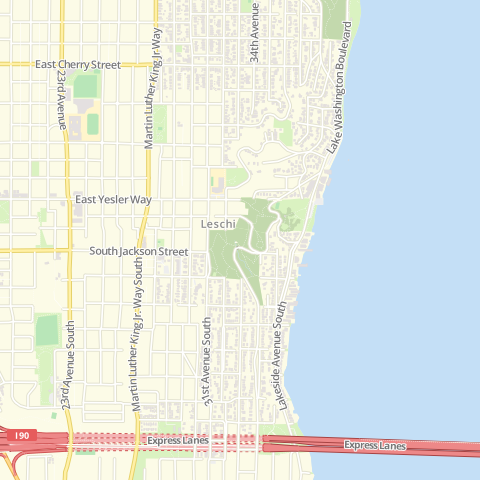 34th Avenue
East Cherry Street
23rd Avenue
Martin Luther King Jr Way
Lake Washington Boulevard
East Yesler Way
Leschi
South Jackson Street
Martin Luther King Jr. Way South
23rd Avenue South
31st Avenue South
Lakeside Avenue South
I 90
Express Lanes
Express Lanes